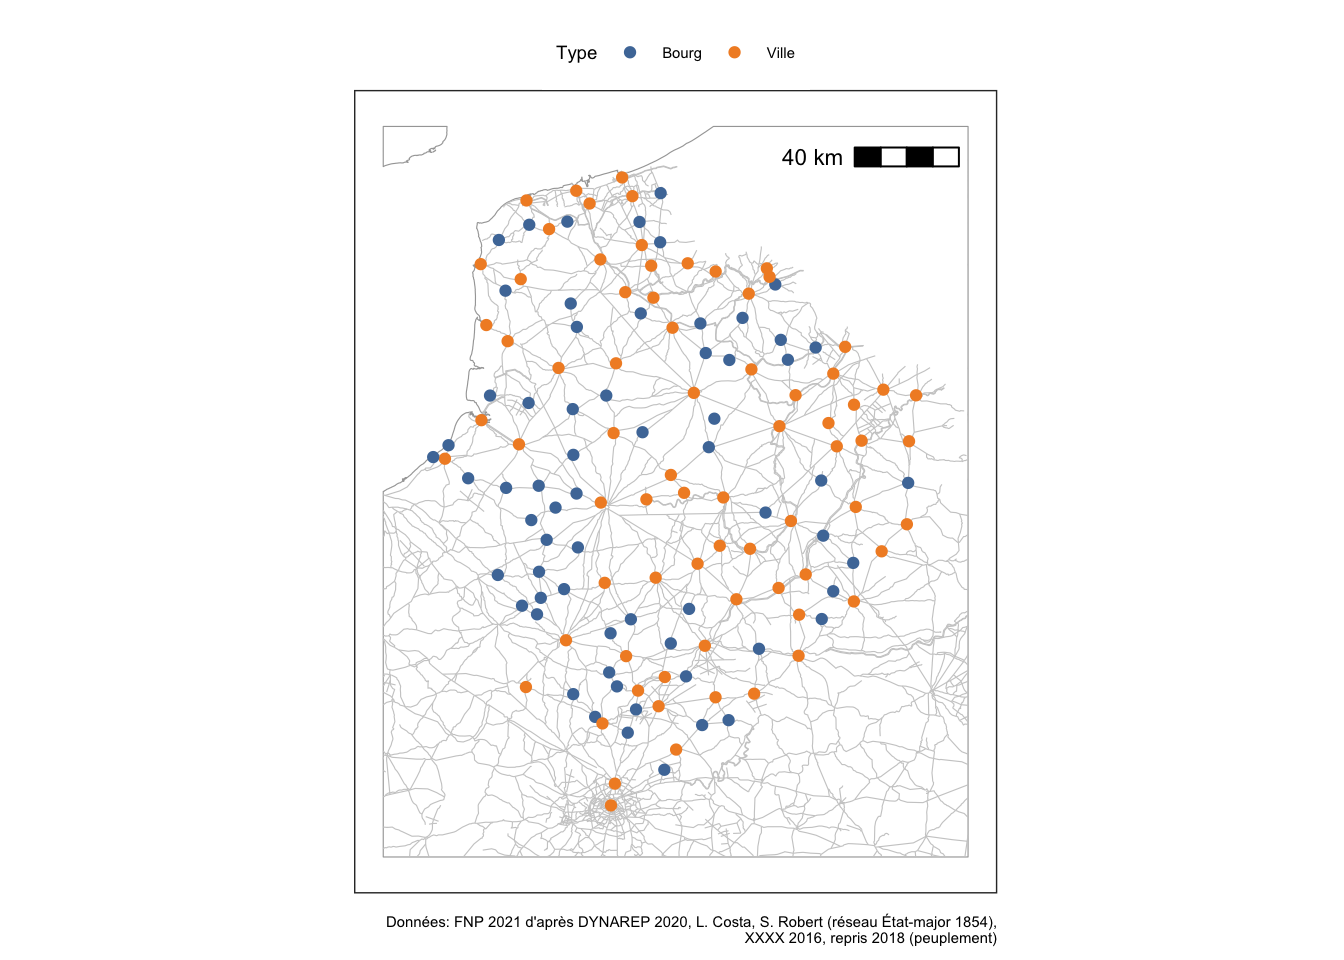 Type Bourg Ville
40 km
Données: FNP 2021 d'après DYNAREP 2020, L. Costa, S. Robert (réseau État-major 1854),
XXXX 2016, repris 2018 (peuplement)